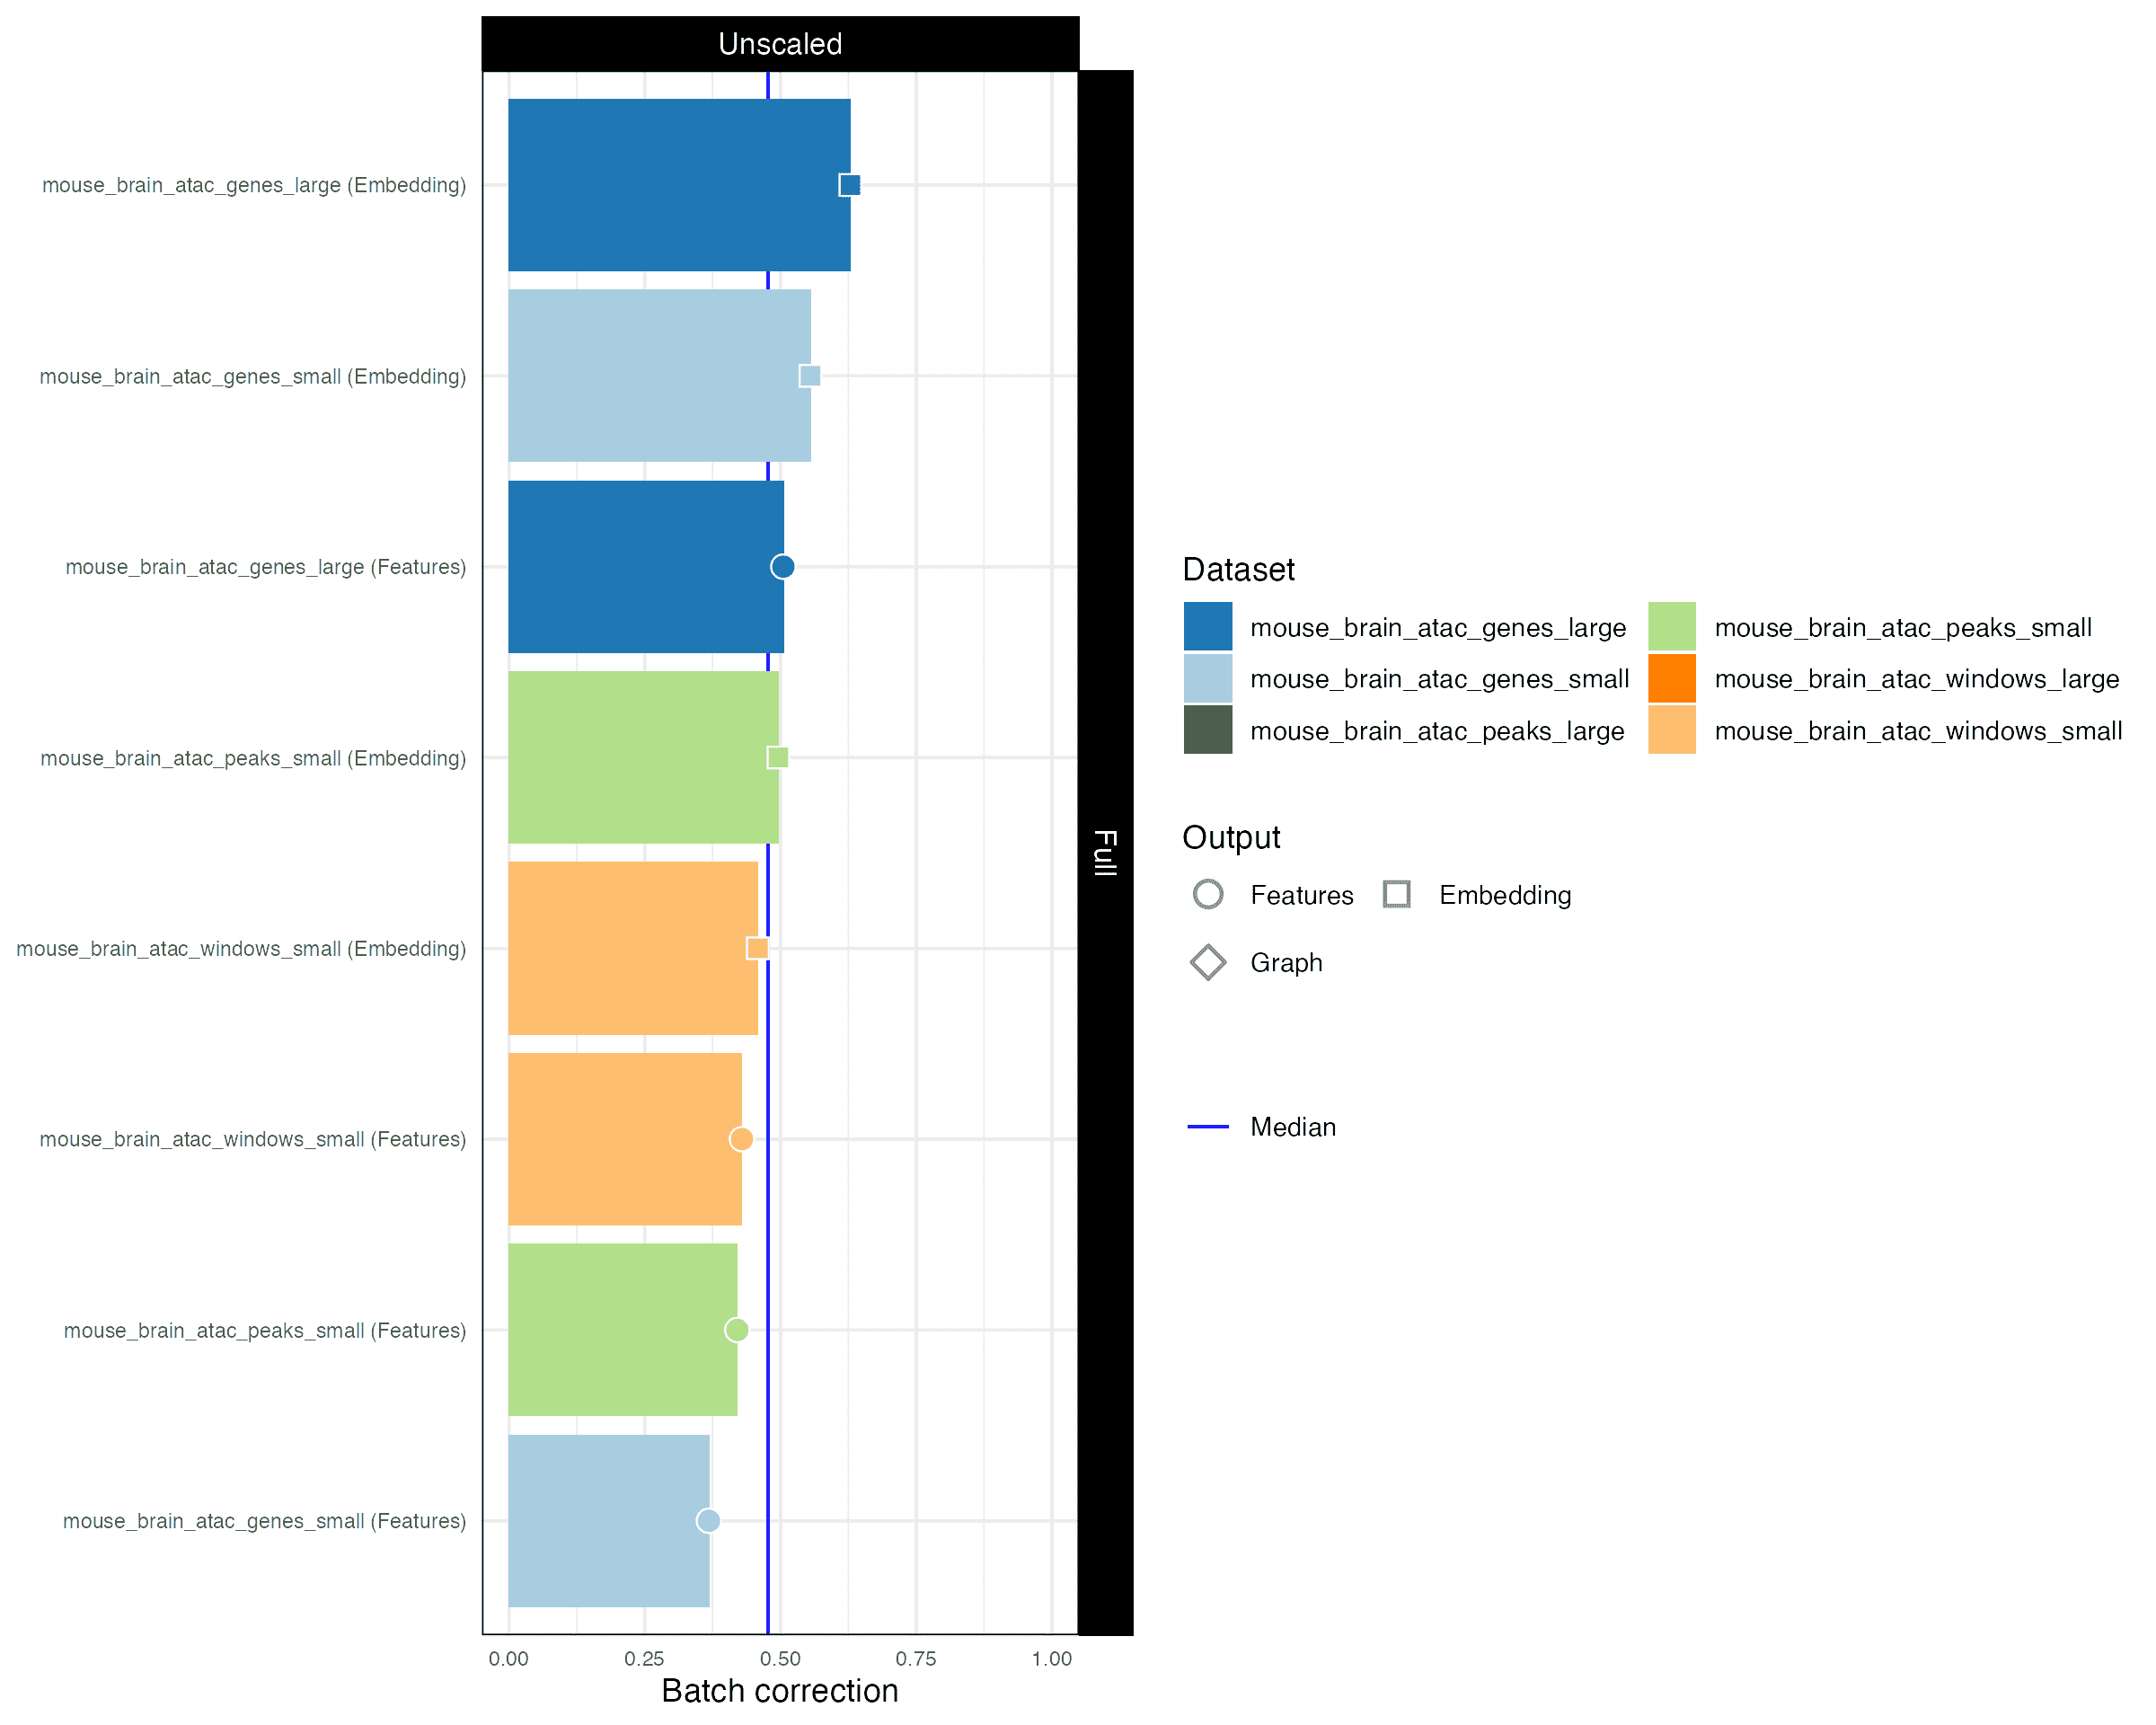 Unscaled
mouse_brain_atac_genes_large (Embedding)
mouse_brain_atac_genes_small (Embedding)
mouse_brain_atac_genes_large (Features)
mouse_brain_atac_peaks_small (Embedding)
mouse_brain_atac_windows_small (Embedding)
mouse_brain_atac_windows_small (Features)
mouse_brain_atac_peaks_small (Features)
mouse_brain_atac_genes_small (Features)
0.00 0.25 0.50 0.75 1.00
Batch correction
Full
Dataset
mouse_brain_atac_genes_large mouse_brain_atac_peaks_small
mouse_brain_atac_genes_small mouse_brain_atac_windows_large
mouse_brain_atac_peaks_large mouse_brain_atac_windows_small
Output
Features Embedding
Graph
Median